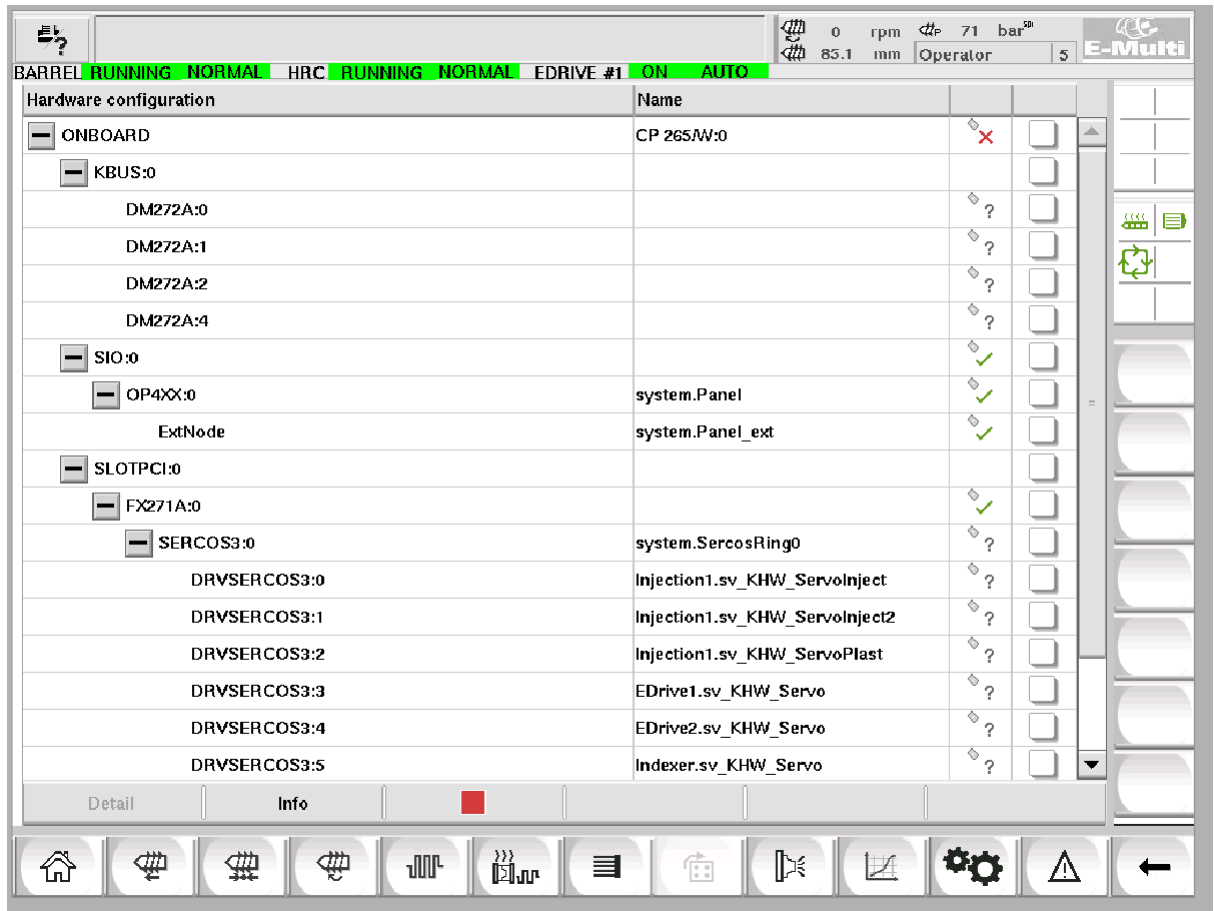 0 rpm P 71 bar SPI
85.1 mm Operator 5 E-Multi
BARREL RUNNING NORMAL HRC RUNNING NORMAL EDRIVE #1 ON AUTO
Hardware configuration Name
ONBOARD CP 265/W:0
KBUS:0
DM272A:0 ?
DM272A:1 ?
DM272A:2 ?
DM272A:4 ?
SIO:0
OP4XX:0 system.Panel
ExtNode system.Panel_ext
SLOTPCI:0
FX271A:0
SERCOS3:0 system.SercosRing0 ?
DRVSERCOS3:0 Injection1.sv_KHW_ServoInject ?
DRVSERCOS3:1 Injection1.sv_KHW_ServoInject2 ?
DRVSERCOS3:2 Injection1.sv_KHW_ServoPlast ?
DRVSERCOS3:3 EDrive1.sv_KHW_Servo ?
DRVSERCOS3:4 EDrive2.sv_KHW_Servo ?
DRVSERCOS3:5 Indexer.sv_KHW_Servo ?
Detail Info